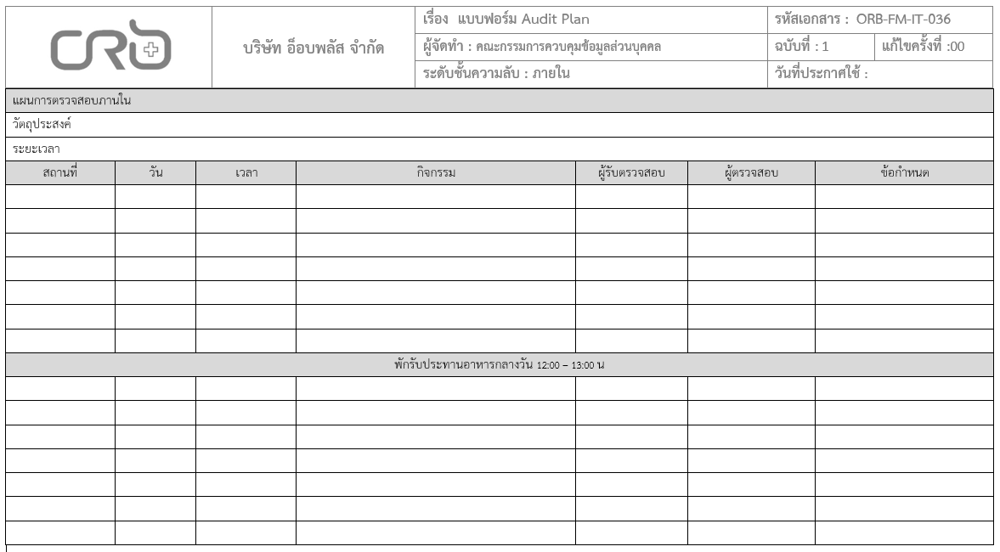 ORb
บริษัท อ็อบพลัส จำกัด
เรื่อง แบบฟอร์ม Audit Plan
รหัสเอกสาร : ORB-FM-IT-036
ผู้จัดทำ : คณะกรรมการควบคุมข้อมูลส่วนบุคคล
ฉบับที่ : 1
แก้ไขครั้งที่ :00
ระดับชั้นความลับ : ภายใน
วันที่ประกาศใช้ :
แผนการตรวจสอบภานใน
วัตถุประสงค์
ระยะเวลา
สถานที่ วัน เวลา กิจกรรม ผู้รับตรวจสอบ ผู้ตรวจสอบ ข้อกำหนด
พักรับประทานอาหารกลางวัน 12:00 – 13:00 น